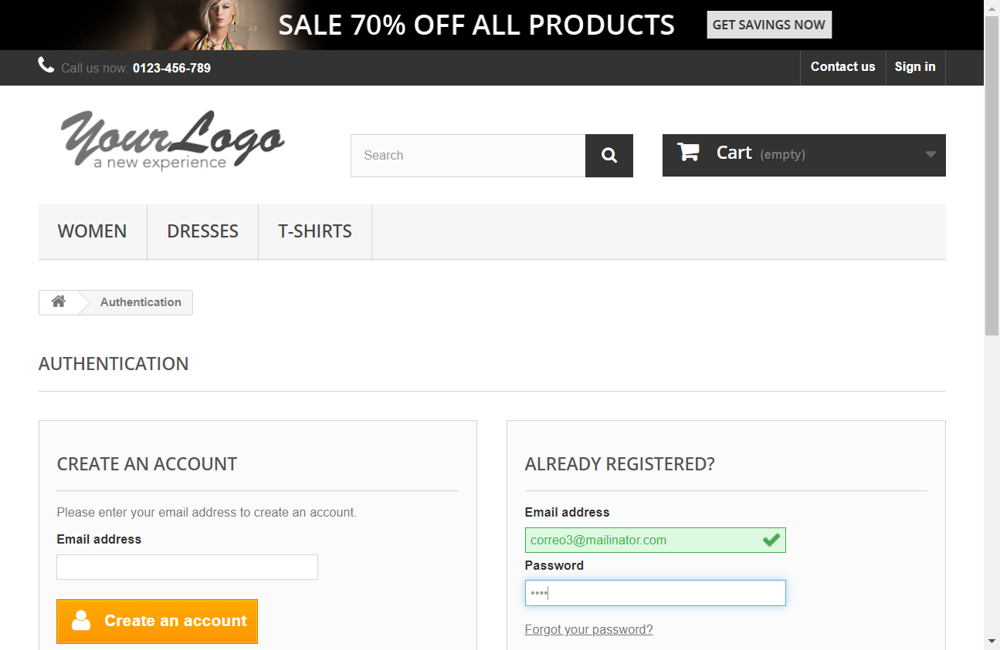 SALE 70% OFF ALL PRODUCTS GET SAVINGS NOW
Call us now: 0123-456-789 Contact us Sign in
Your Logo
a new experience
Search Cart (empty)
WOMEN DRESSES T-SHIRTS
Authentication
AUTHENTICATION
CREATE AN ACCOUNT
Please enter your email address to create an account.
Email address
Create an account
ALREADY REGISTERED?
Email address
correo3@mailinator.com
Password
••••
Forgot your password?